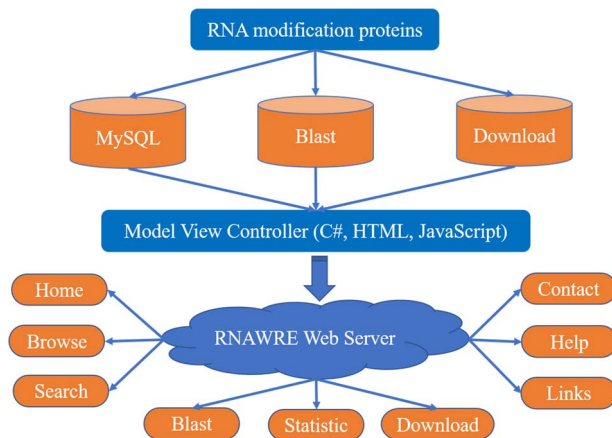 RNA modification proteins
MySQL
Blast
Download
Model View Controller (C#, HTML, JavaScript)
Home
Contact
RNAWRE Web Server
Browse
Help
Search
Links
Blast
Statistic
Download